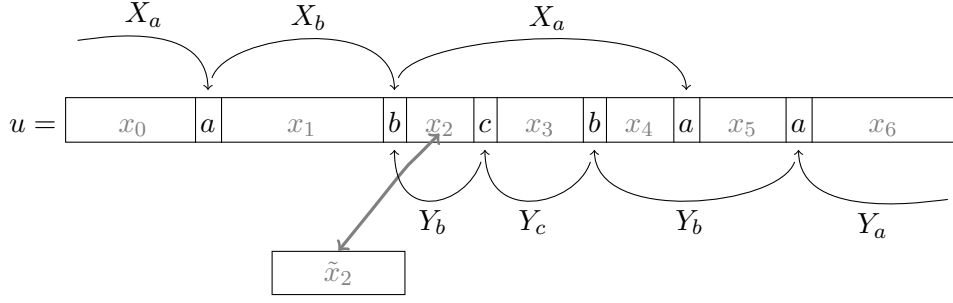 X_a X_b X_a
u = x_0 a x_1 b x_2 c x_3 b x_4 a x_5 a x_6
Y_b Y_c Y_b Y_a
x̃_2